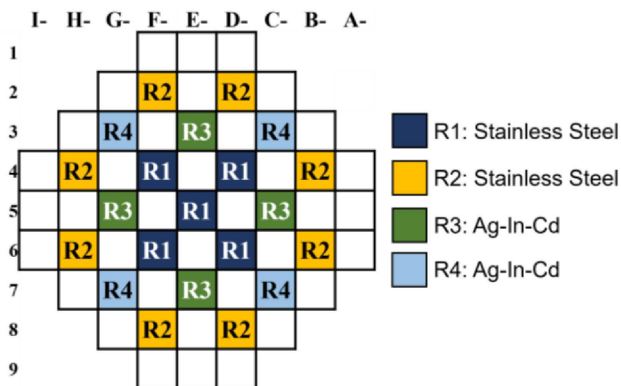 I- H- G- F- E- D- C- B- A-
1
2 R2 R2
3 R4 R3 R4
R1: Stainless Steel
4 R2 R1 R1 R2
R2: Stainless Steel
5 R3 R1 R3
R3: Ag-In-Cd
6 R2 R1 R1 R2
R4: Ag-In-Cd
7 R4 R3 R4
8 R2 R2
9